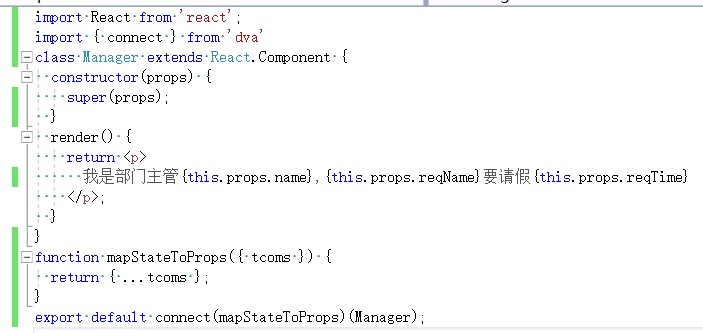 import React from 'react';
import { connect } from 'dva'
class Manager extends React.Component {
  constructor(props) {
    super(props);
  }
  render() {
    return <p>
      我是部门主管{this.props.name},{this.props.reqName}要请假{this.props.reqTime}
    </p>;
  }
}
function mapStateToProps({ tcoms }) {
  return { ...tcoms };
}
export default connect(mapStateToProps)(Manager);